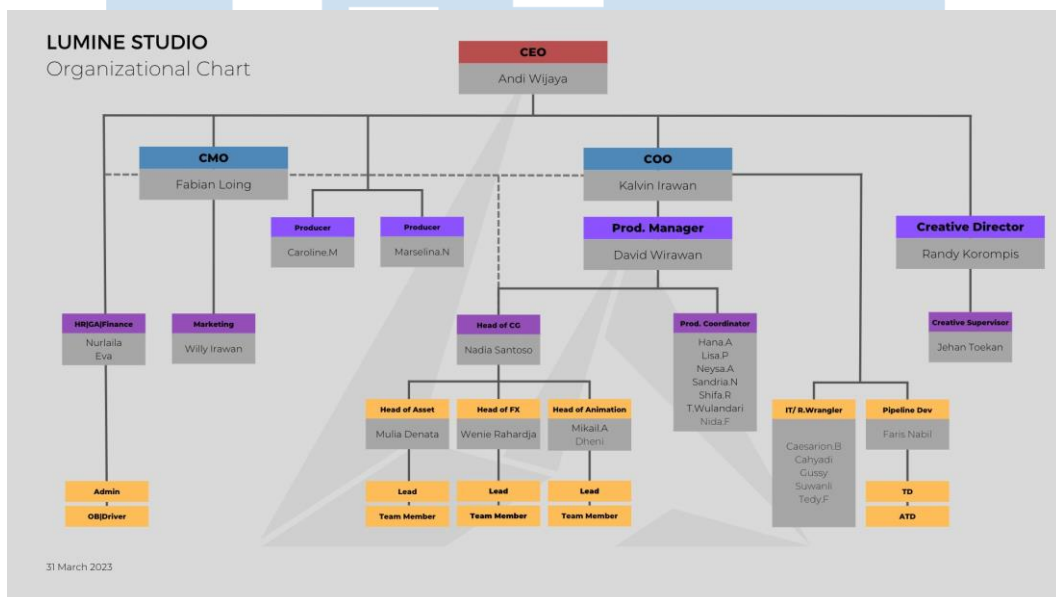 LUMINE STUDIO
Organizational Chart
CEO
Andi Wijaya
CMO
Fabian Loing
COO
Kalvin Irawan
Producer
Caroline.M
Producer
Marselina.N
Prod. Manager
David Wirawan
Creative Director
Randy Korompis
HR|GA|Finance
Nurlaila
Eva
Marketing
Willy Irawan
Head of CG
Nadia Santoso
Prod. Coordinator
Hana.A
Lisa.P
Neysa.A
Sandria.N
Shifa.R
T.Wulandari
Nida.F
Creative Supervisor
Jehan Toekan
Head of Asset
Mulia Denata
Head of FX
Wenie Rahardja
Head of Animation
Mikail.A
Dheni
IT/ R.Wrangler
Caesarion.B
Cahyadi
Gussy
Suwanli
Tedy.F
Pipeline Dev
Faris Nabil
Admin
OB|Driver
Lead
Team Member
Lead
Team Member
Lead
Team Member
TD
ATD
31 March 2023